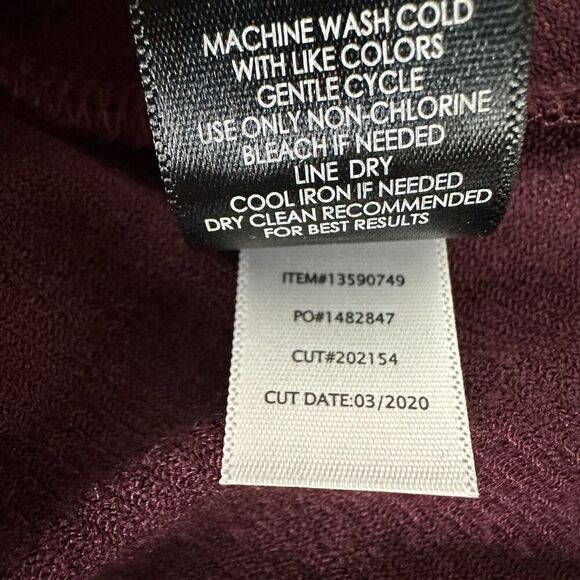 MACHINE WASH COLD
WITH LIKE COLORS
GENTLE CYCLE
USE ONLY NON-CHLORINE
BLEACH IF NEEDED
LINE DRY
COOL IRON IF NEEDED
DRY CLEAN RECOMMENDED
FOR BEST RESULTS
ITEM#13590749
PO#1482847
CUT#202154
CUT DATE:03/2020